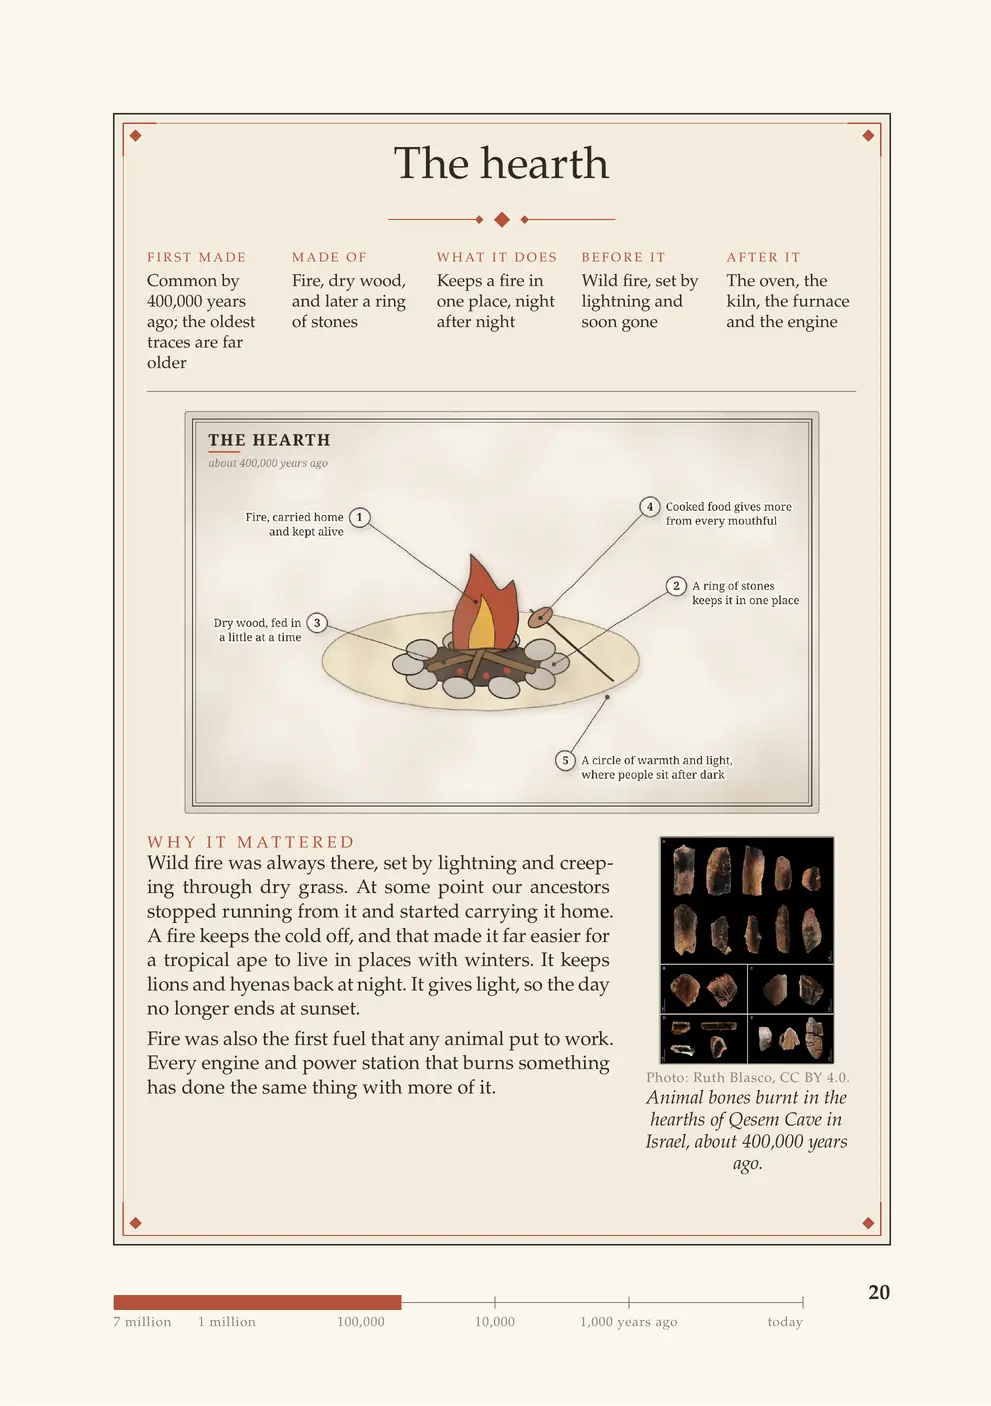 The hearth
FIRST MADE
Common by
400,000 years
ago; the oldest
traces are far
older
MADE OF
Fire, dry wood,
and later a ring
of stones
WHAT IT DOES
Keeps a fire in
one place, night
after night
BEFORE IT
Wild fire, set by
lightning and
soon gone
AFTER IT
The oven, the
kiln, the furnace
and the engine
THE HEARTH
about 400,000 years ago
Fire, carried home
and kept alive
1
4
Cooked food gives more
from every mouthful
2
A ring of stones
keeps it in one place
Dry wood, fed in
a little at a time
3
5
A circle of warmth and light,
where people sit after dark
WHY IT MATTERED
Wild fire was always there, set by lightning and creep-
ing through dry grass. At some point our ancestors
stopped running from it and started carrying it home.
A fire keeps the cold off, and that made it far easier for
a tropical ape to live in places with winters. It keeps
lions and hyenas back at night. It gives light, so the day
no longer ends at sunset.
Fire was also the first fuel that any animal put to work.
Every engine and power station that burns something
has done the same thing with more of it.
Photo: Ruth Blasco, CC BY 4.0.
Animal bones burnt in the
hearths of Qesem Cave in
Israel, about 400,000 years
ago.
20
7 million
1 million
100,000
10,000
1,000 years ago
today